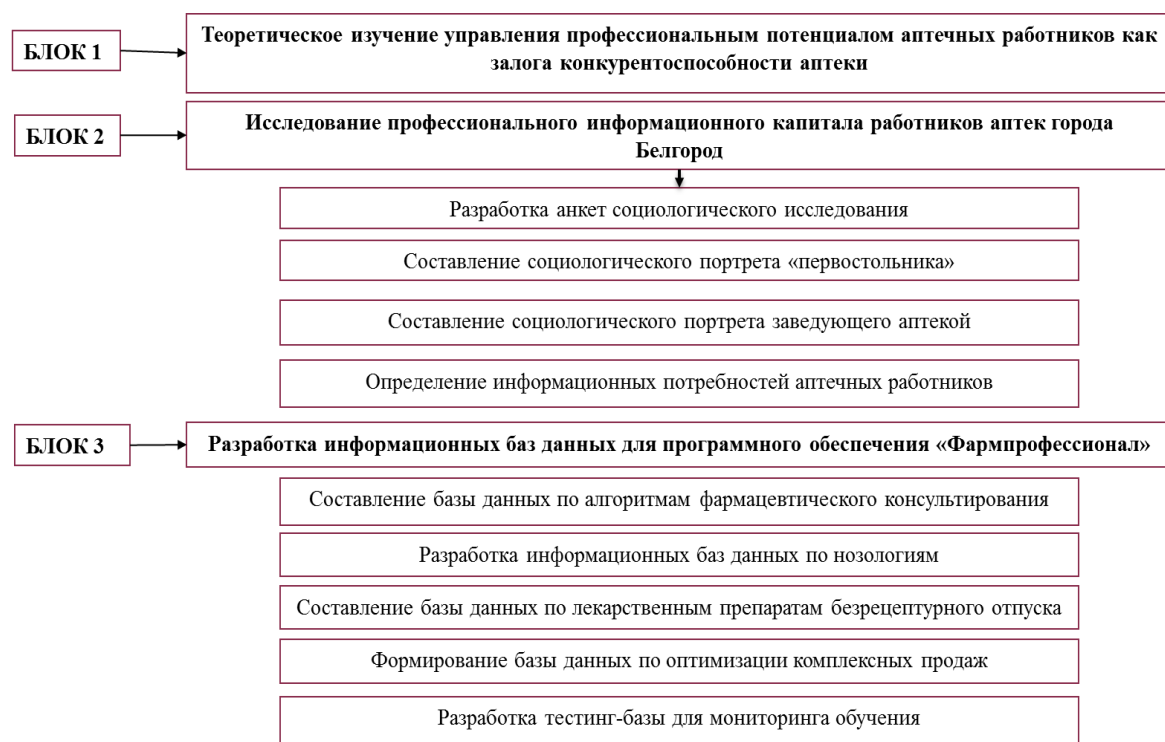 БЛОК 1
Теоретическое изучение управления профессиональным потенциалом аптечных работников как
залога конкурентоспособности аптеки
БЛОК 2
Исследование профессионального информационного капитала работников аптек города
Белгород
Разработка анкет социологического исследования
Составление социологического портрета «первостольника»
Составление социологического портрета заведующего аптекой
Определение информационных потребностей аптечных работников
БЛОК 3
Разработка информационных баз данных для программного обеспечения «Фармпрофессионал»
Составление базы данных по алгоритмам фармацевтического консультирования
Разработка информационных баз данных по нозологиям
Составление базы данных по лекарственным препаратам безрецептурного отпуска
Формирование базы данных по оптимизации комплексных продаж
Разработка тестинг-базы для мониторинга обучения